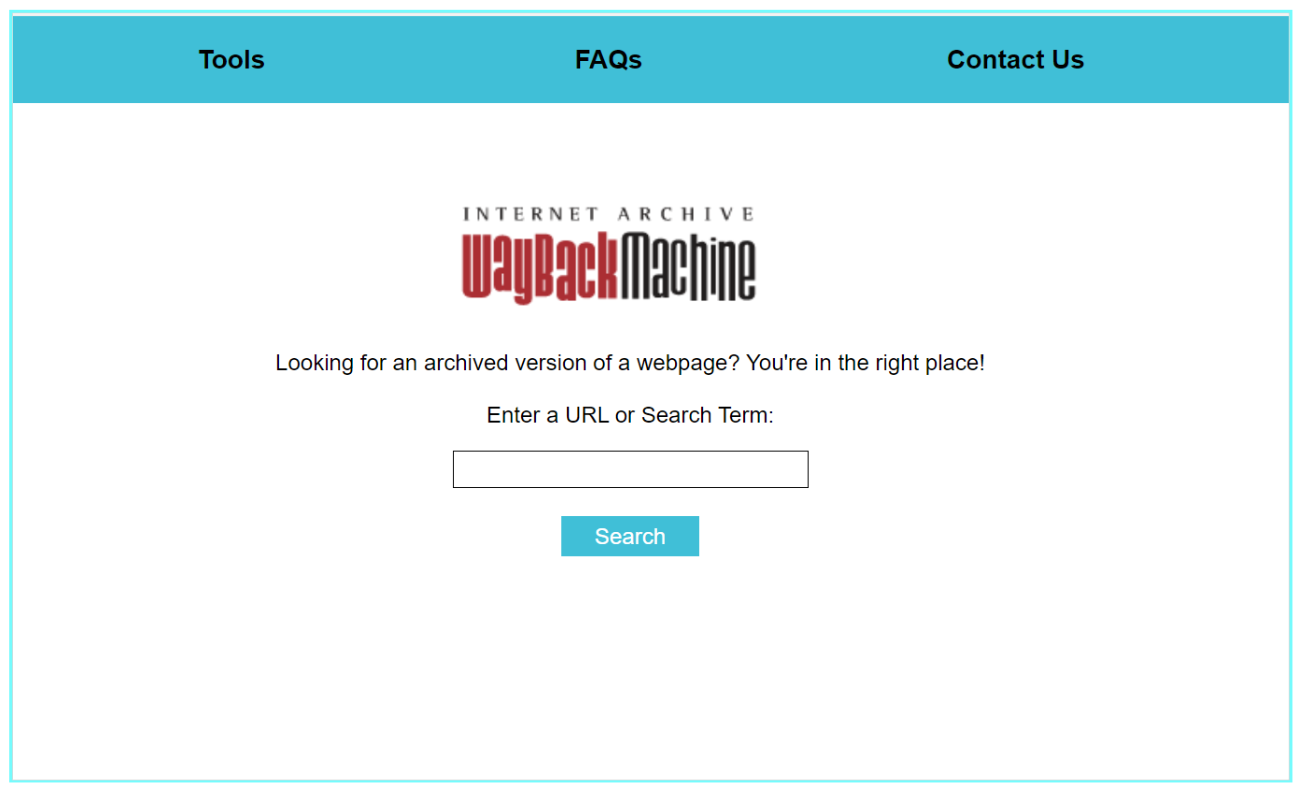 Tools FAQs Contact Us
INTERNET ARCHIVE
WayBackMachine
Looking for an archived version of a webpage? You're in the right place!
Enter a URL or Search Term:
Search